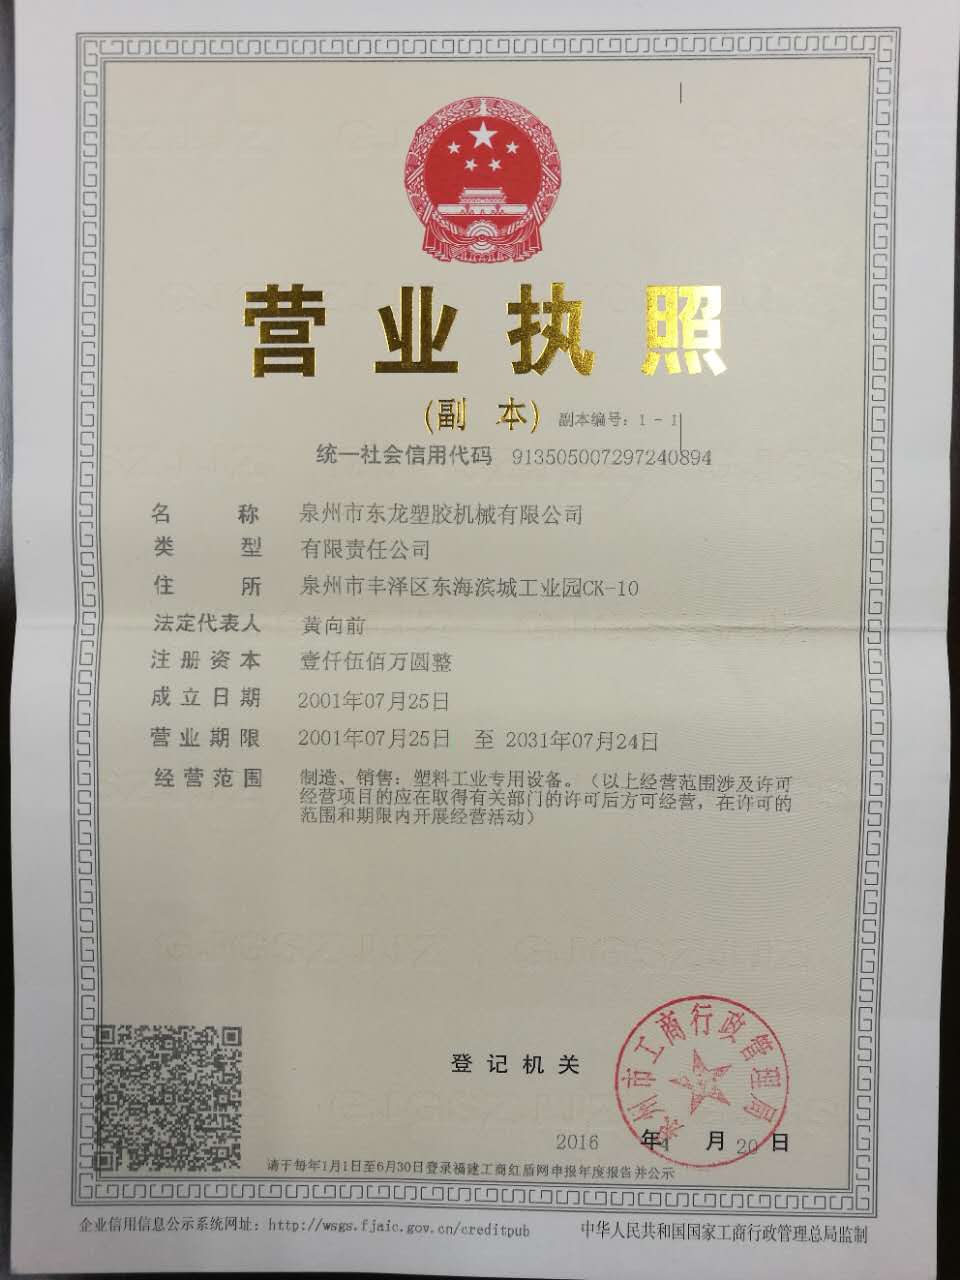 营业执照
(副 本) 副本编号：1－1
统一社会信用代码 913505007297240894
名称 泉州市东龙塑胶机械有限公司
类型 有限责任公司
住所 泉州市丰泽区东海滨城工业园CK-10
法定代表人 黄向前
注册资本 壹仟伍佰万圆整
成立日期 2001年07月25日
营业期限 2001年07月25日 至 2031年07月24日
经营范围 制造、销售：塑料工业专用设备。（以上经营范围涉及许可
经营项目的应在取得有关部门的许可后方可经营，在许可的
范围和期限内开展经营活动）
泉州市工商行政管理局
登记机关
2016 年 4 月 20 日
请于每年1月1日至6月30日登录福建工商红盾网申报年度报告并公示
企业信用信息公示系统网址：http://wsgs.fjaic.gov.cn/creditpub 中华人民共和国国家工商行政管理总局监制